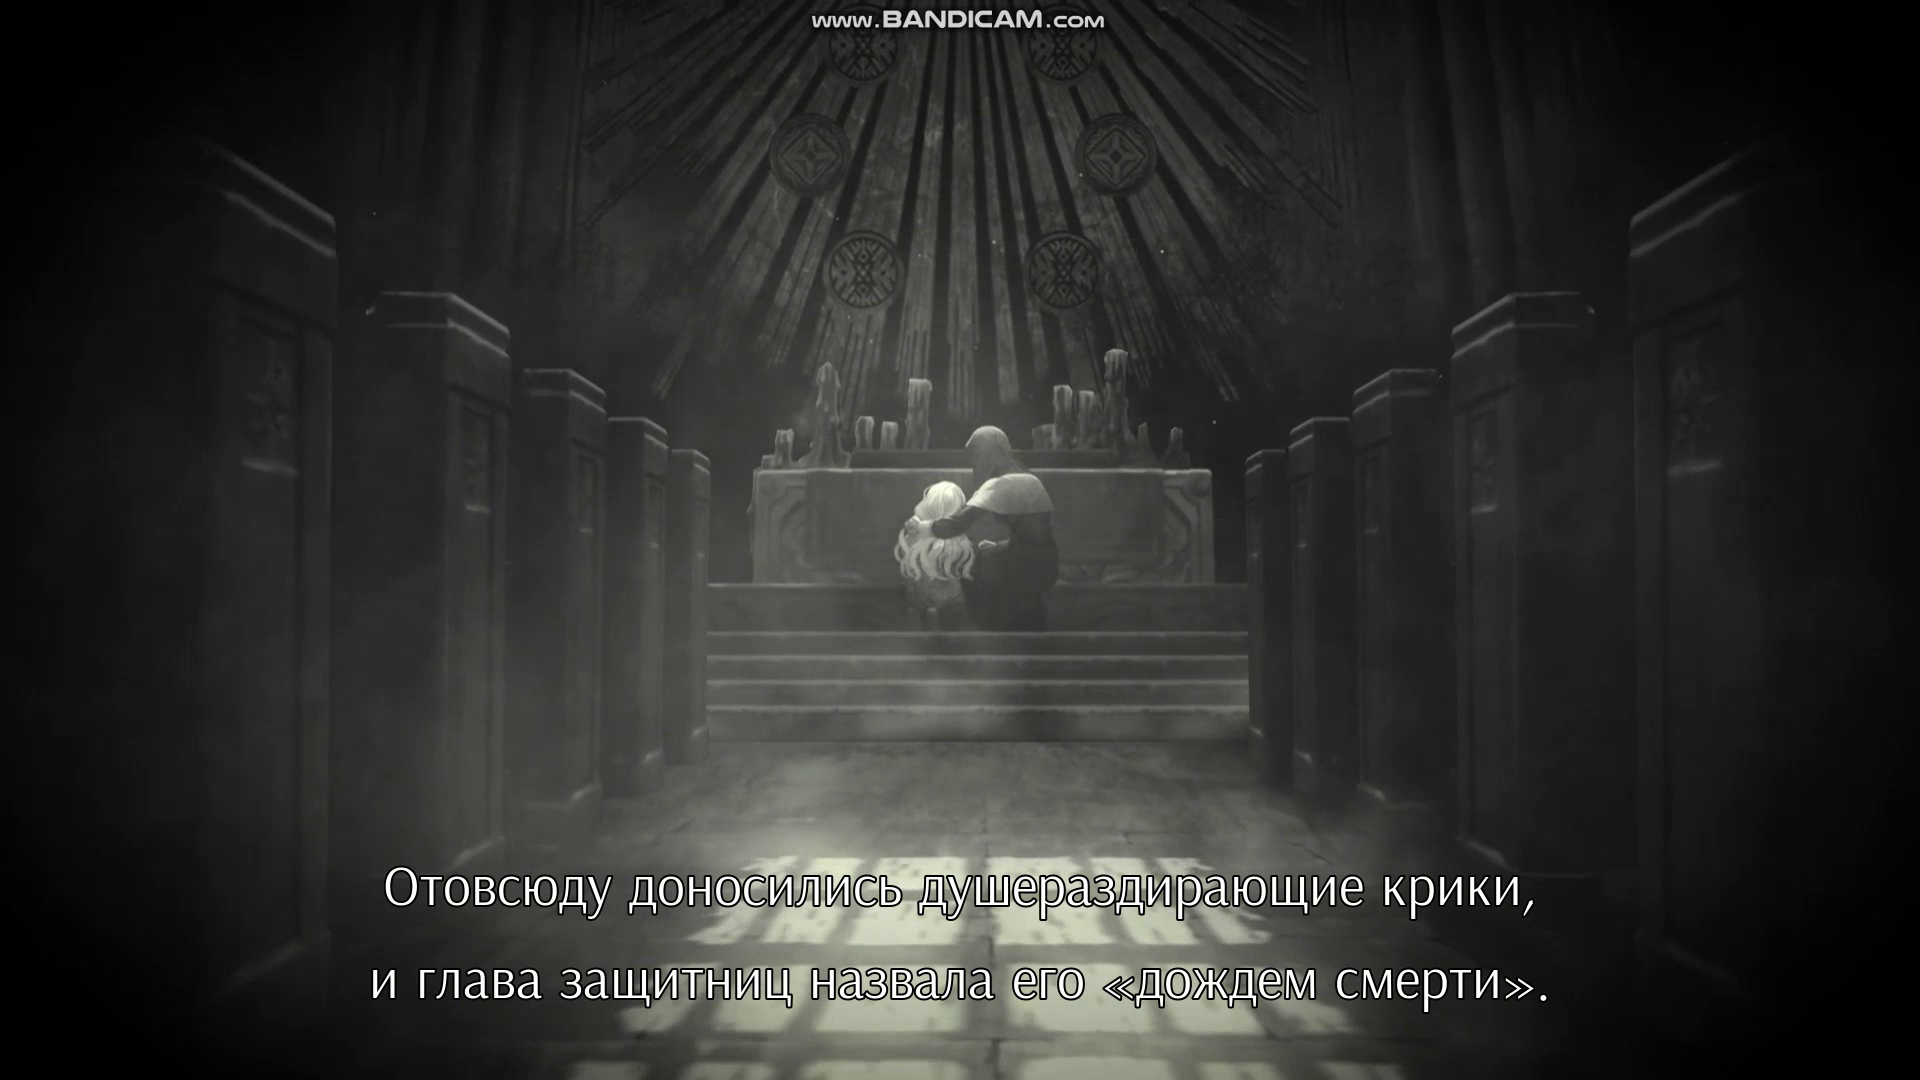 www.BANDICAM.com
Отовсюду доносились душераздирающие крики,
и глава защитниц назвала его «дождем смерти».